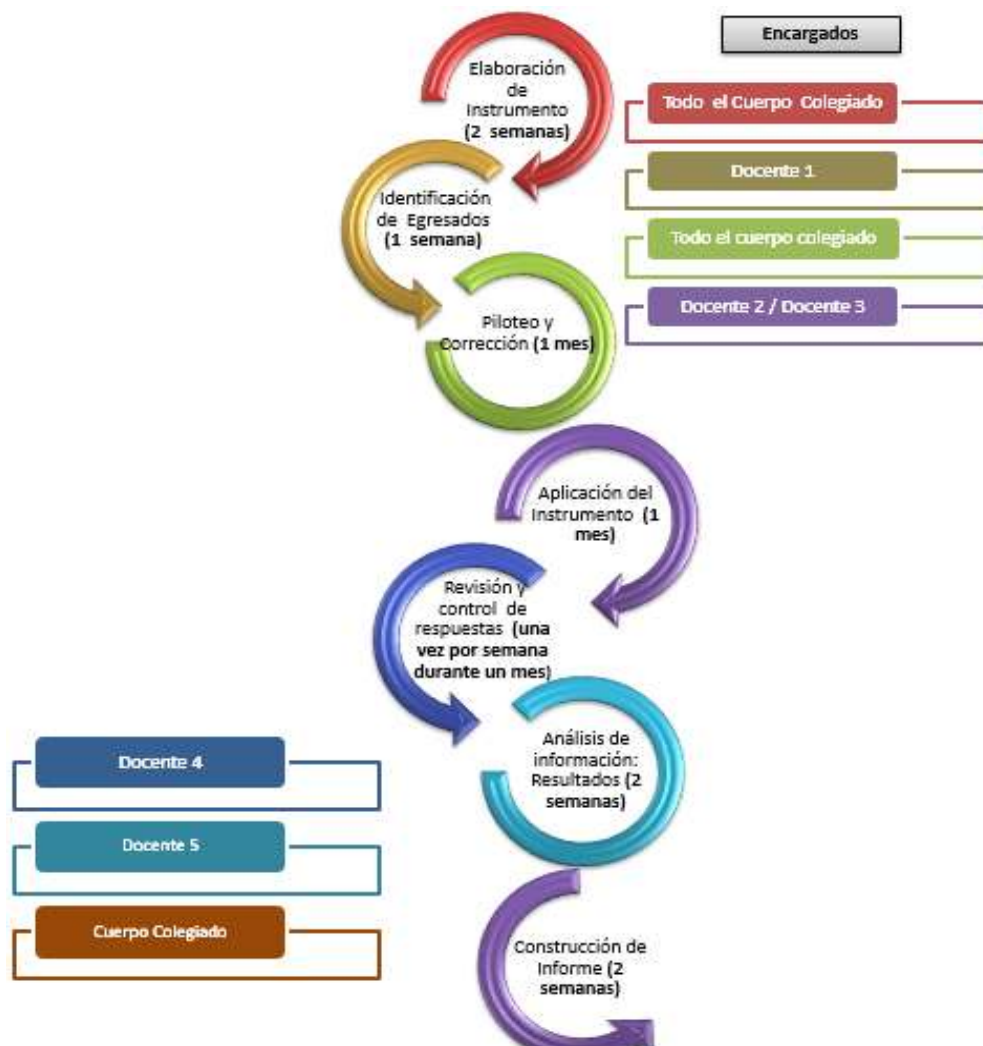 Encargados
Elaboración
de
Instrumento
(2 semanas)
Todo el Cuerpo Colegiado
Docente 1
Identificación
de Egresados
(1 semana)
Todo el cuerpo colegiado
Docente 2 / Docente 3
Piloteo y
Corrección (1 mes)
Aplicación del
Instrumento (1
mes)
Revisión y
control de
respuestas (una
vez por semana
durante un mes)
Análisis de
información:
Resultados (2
semanas)
Docente 4
Docente 5
Cuerpo Colegiado
Construcción de
Informe (2
semanas)